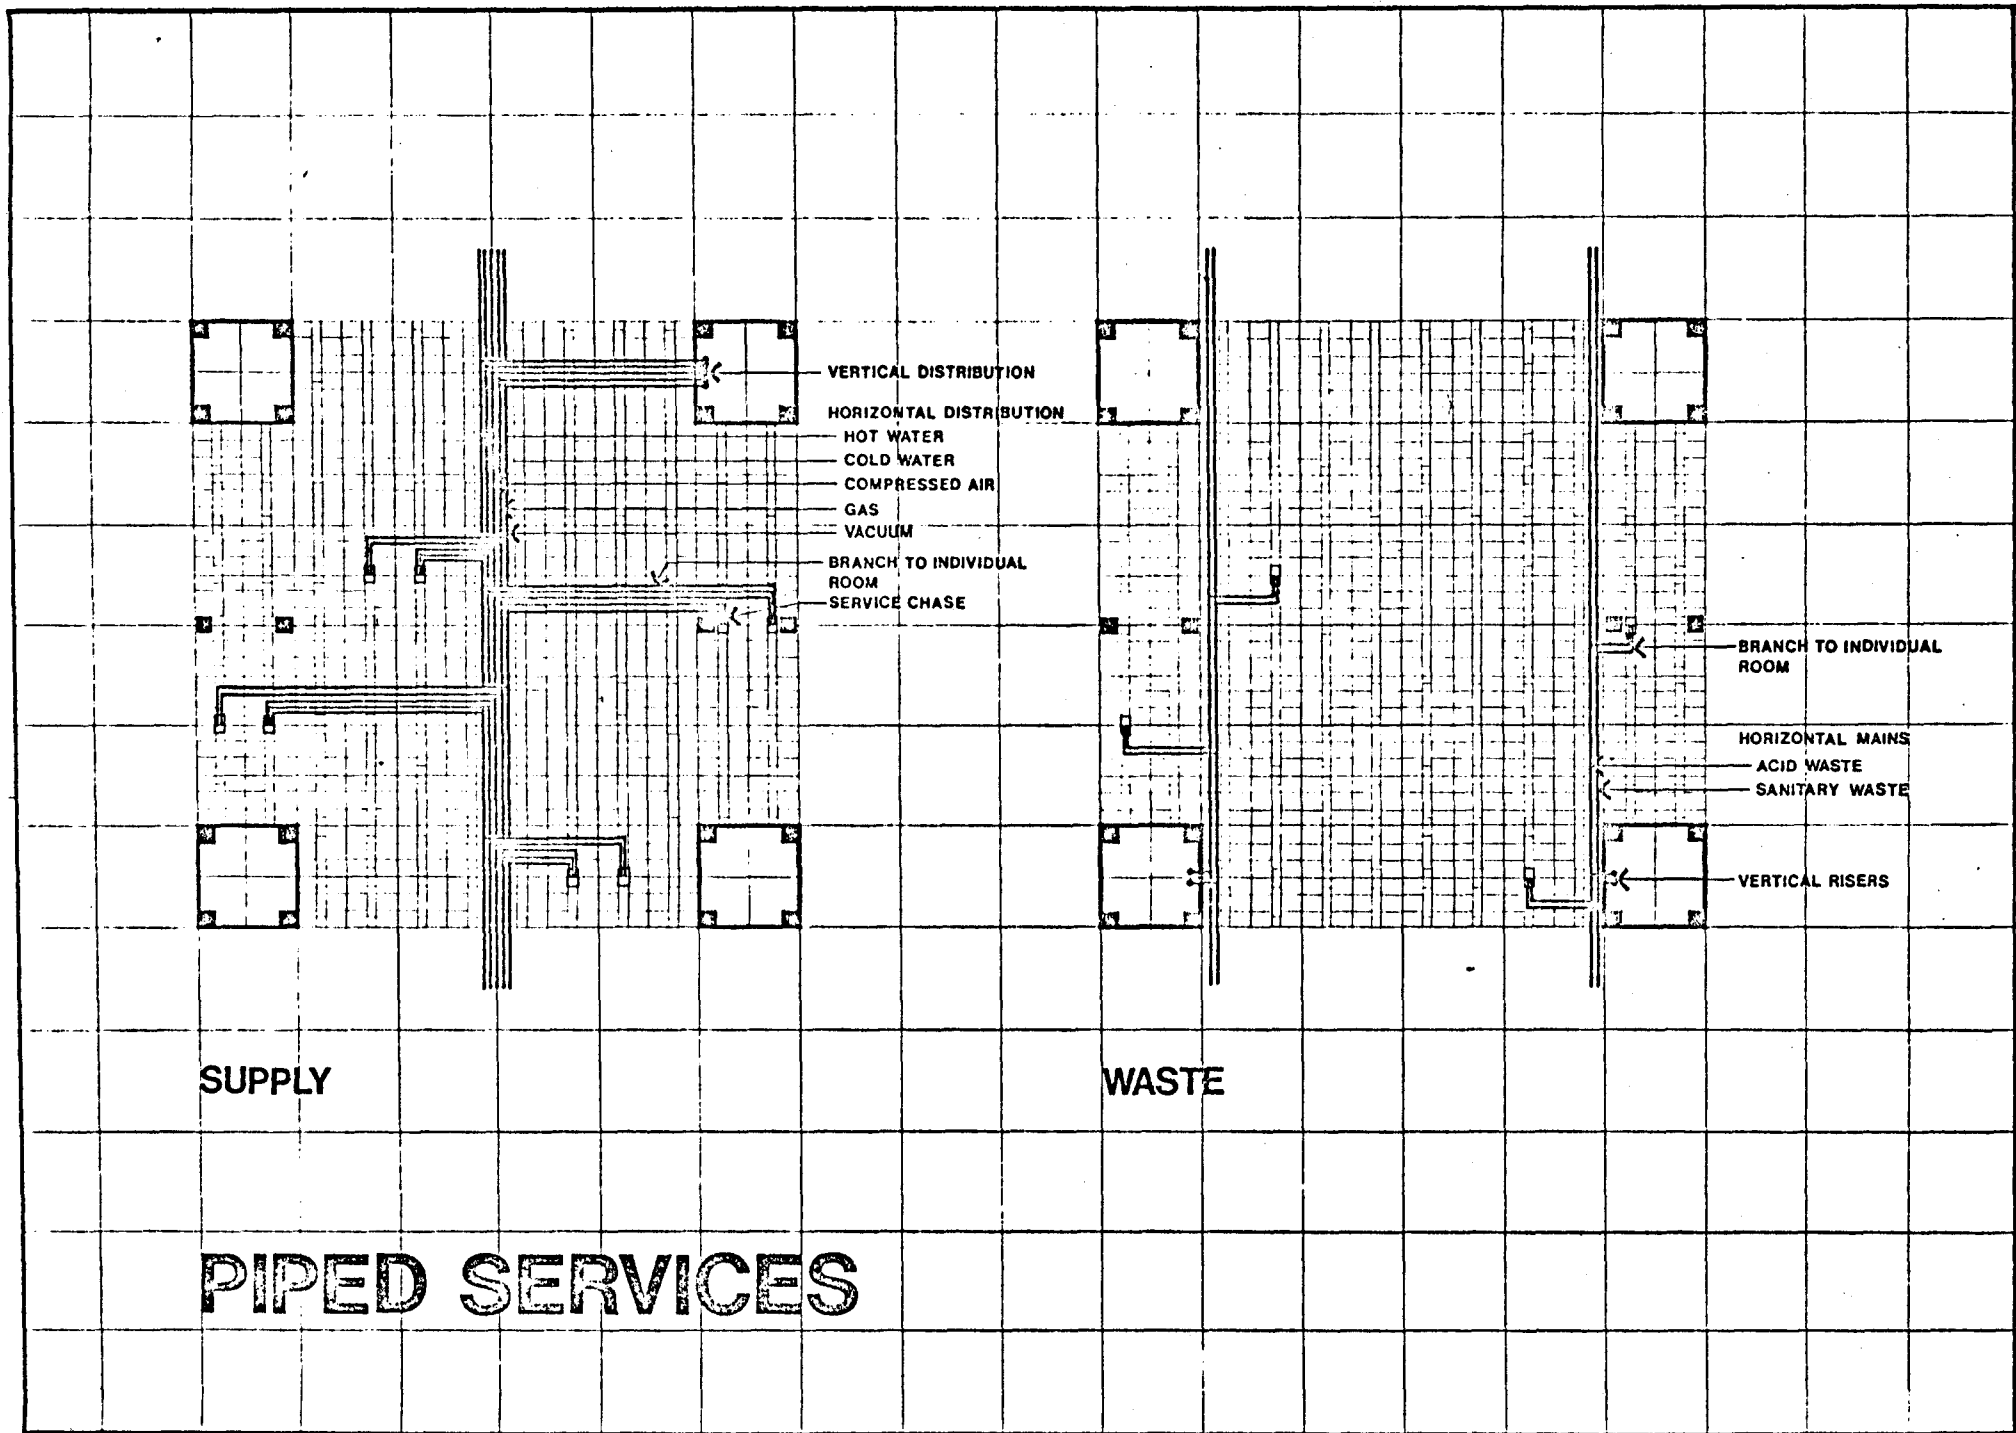 VERTICAL DISTRIBUTION
HORIZONTAL DISTRIBUTION
HOT WATER
COLD WATER
COMPRESSED AIR
GAS
VACUUM
BRANCH TO INDIVIDUAL
ROOM
SERVICE CHASE
BRANCH TO INDIVIDUAL
ROOM
HORIZONTAL MAINS
ACID WASTE
SANITARY WASTE
VERTICAL RISERS
SUPPLY
WASTE
PIPED SERVICES